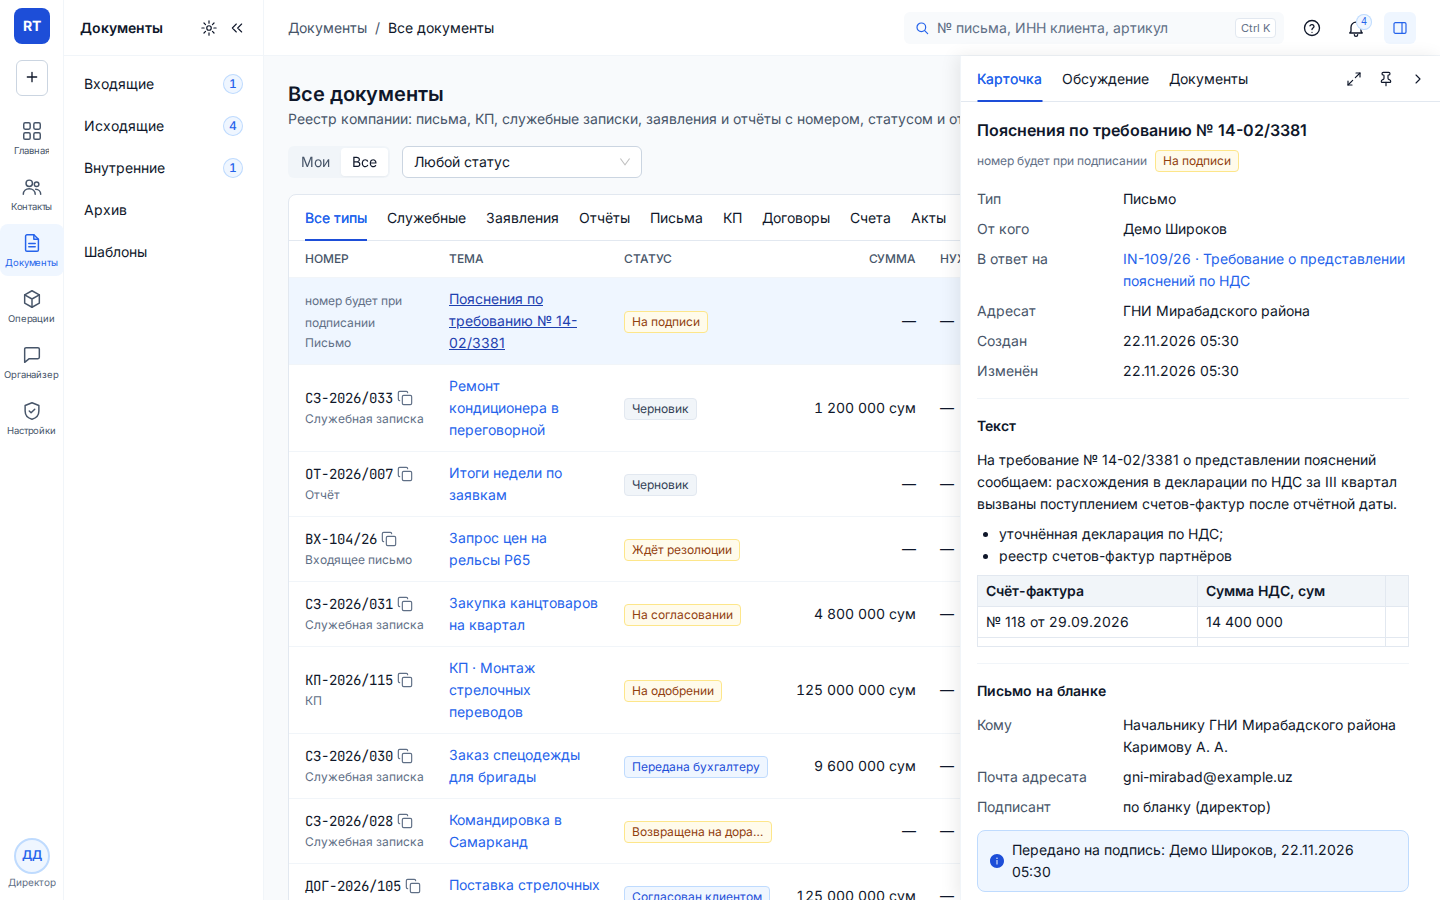 RT
Документы
Документы / Все документы
№ письма, ИНН клиента, артикул
Ctrl K
4
+
Главная
Контакты
Документы
Операции
Органайзер
Настройки
ДД
Директор
Входящие 1
Исходящие 4
Внутренние 1
Архив
Шаблоны
Все документы
Реестр компании: письма, КП, служебные записки, заявления и отчёты с номером, статусом и от
Мои Все
Любой статус
Все типы Служебные Заявления Отчёты Письма КП Договоры Счета Акты
НОМЕР ТЕМА СТАТУС СУММА НУЖ
номер будет при
подписании
Письмо
Пояснения по
требованию № 14-
02/3381
На подписи
— —
СЗ-2026/033
Служебная записка
Ремонт
кондиционера в
переговорной
Черновик
1 200 000 сум —
ОТ-2026/007
Отчёт
Итоги недели по
заявкам
Черновик
— —
ВХ-104/26
Входящее письмо
Запрос цен на
рельсы Р65
Ждёт резолюции
— —
СЗ-2026/031
Служебная записка
Закупка канцтоваров
на квартал
На согласовании
4 800 000 сум —
КП-2026/115
КП
КП · Монтаж
стрелочных
переводов
На одобрении
125 000 000 сум —
СЗ-2026/030
Служебная записка
Заказ спецодежды
для бригады
Передана бухгалтеру
9 600 000 сум —
СЗ-2026/028
Служебная записка
Командировка в
Самарканд
Возвращена на дора...
— —
ДОГ-2026/105
Поставка стрелочных
Согласован клиентом
125 000 000 сум —
Карточка Обсуждение Документы
Пояснения по требованию № 14-02/3381
номер будет при подписании На подписи
Тип Письмо
От кого Демо Широков
В ответ на IN-109/26 · Требование о представлении
пояснений по НДС
Адресат ГНИ Мирабадского района
Создан 22.11.2026 05:30
Изменён 22.11.2026 05:30
Текст
На требование № 14-02/3381 о представлении пояснений
сообщаем: расхождения в декларации по НДС за III квартал
вызваны поступлением счетов-фактур после отчётной даты.
• уточнённая декларация по НДС;
• реестр счетов-фактур партнёров
Счёт-фактура Сумма НДС, сум
№ 118 от 29.09.2026 14 400 000
Письмо на бланке
Кому Начальнику ГНИ Мирабадского района
Каримову А. А.
Почта адресата gni-mirabad@example.uz
Подписант по бланку (директор)
Передано на подпись: Демо Широков, 22.11.2026
05:30